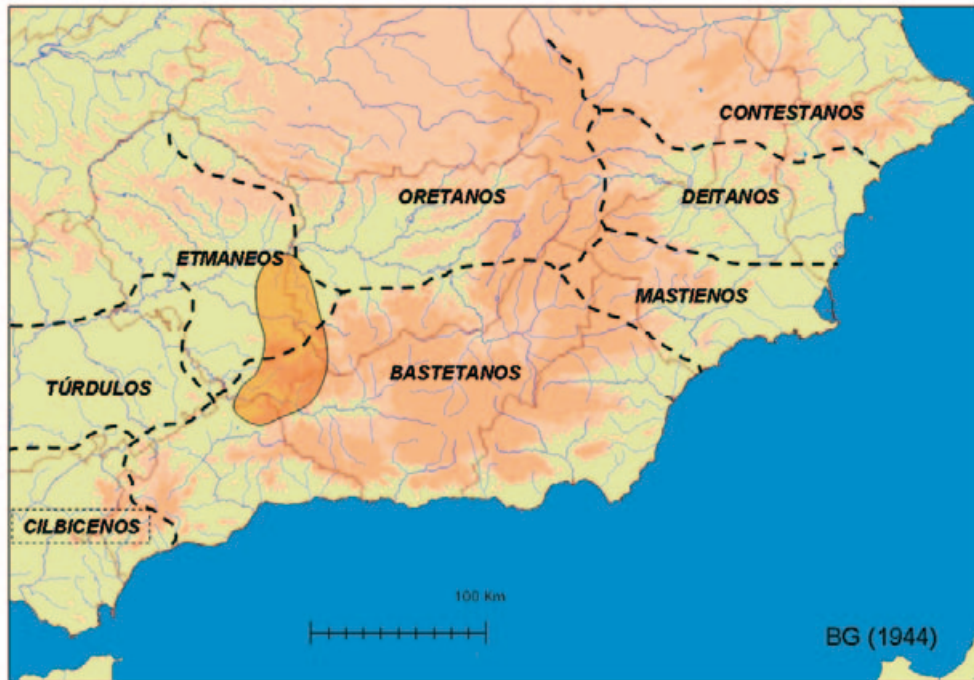 CONTESTANOS
ORETANOS
DEITANOS
ETMANEOS
MASTIENOS
BASTETANOS
TÚRDULOS
CILBICENOS
100 Km
BG (1944)